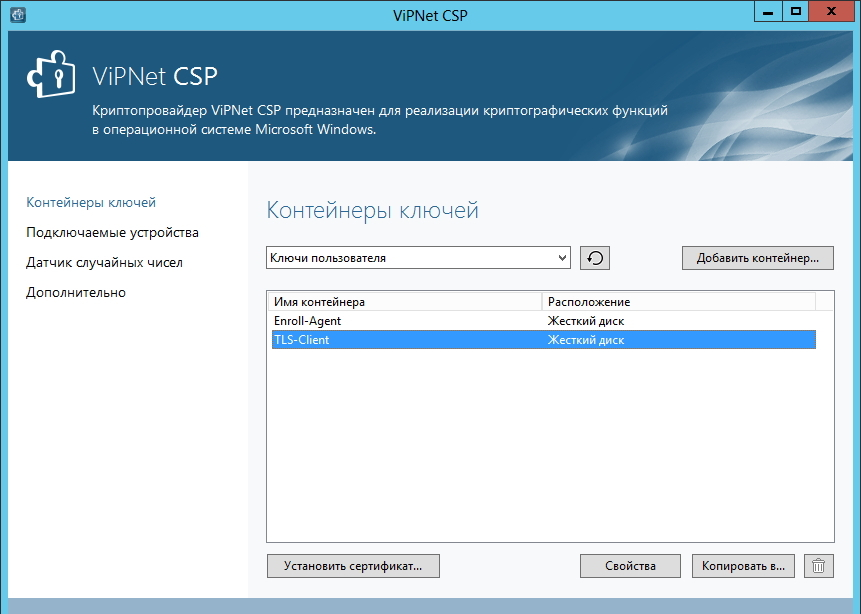 ViPNet CSP
ViPNet CSP
Криптопровайдер ViPNet CSP предназначен для реализации криптографических функций
в операционной системе Microsoft Windows.
Контейнеры ключей
Подключаемые устройства
Датчик случайных чисел
Дополнительно
Контейнеры ключей
Ключи пользователя
Добавить контейнер...
Имя контейнера Расположение
Enroll-Agent Жесткий диск
TLS-Client Жесткий диск
Установить сертификат... Свойства Копировать в...